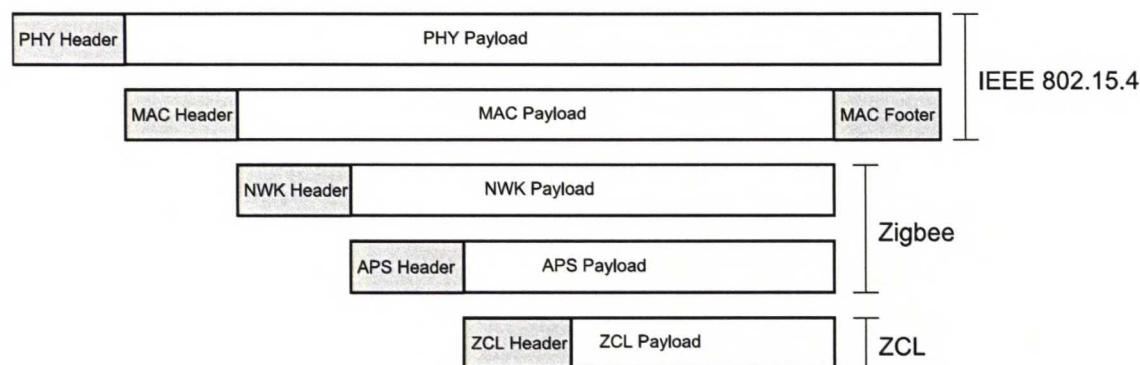 PHY Header PHY Payload
IEEE 802.15.4
MAC Header MAC Payload MAC Footer
NWK Header NWK Payload
Zigbee
APS Header APS Payload
ZCL Header ZCL Payload ZCL